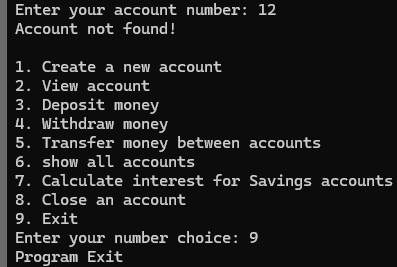 Enter your account number: 12
Account not found!
1. Create a new account
2. View account
3. Deposit money
4. Withdraw money
5. Transfer money between accounts
6. show all accounts
7. Calculate interest for Savings accounts
8. Close an account
9. Exit
Enter your number choice: 9
Program Exit